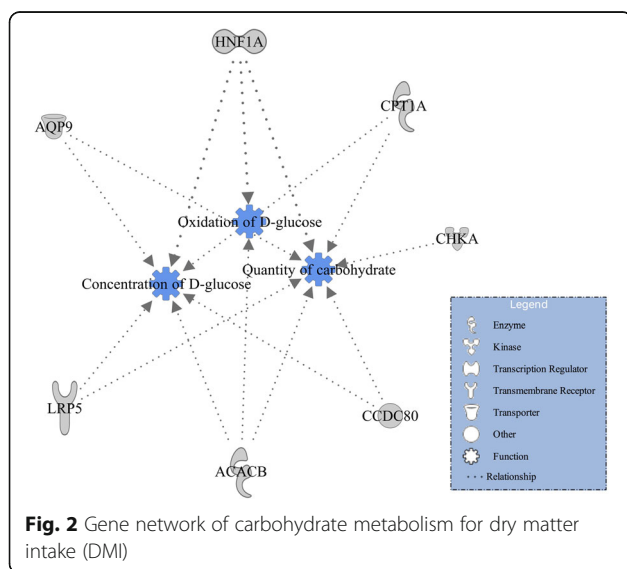 HNF1A
CPT1A
AQP9
Oxidation of D-glucose
CHKA
Quantity of carbohydrate
Concentration of D-glucose
Legend
Enzyme
Kinase
Transcription Regulator
Transmembrane Receptor
Transporter
Other
Function
Relationship
LRP5
CCDC80
ACACB
Fig. 2 Gene network of carbohydrate metabolism for dry matter
intake (DMI)